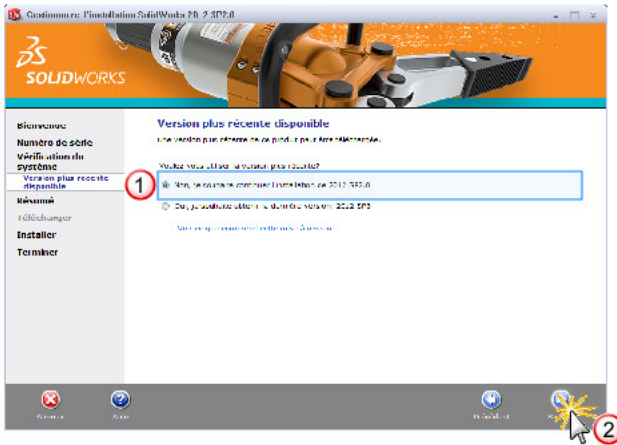 Gestionnaire d'installation SolidWorks 2012 SP2.0
SOLIDWORKS
Bienvenue
Numéro de série
Vérification du
système
Version plus récente
disponible
Résumé
Télécharger
Installer
Terminer
Version plus récente disponible
Une version plus récente de ce produit peut être téléchargée.
Voulez-vous utiliser la version plus récente?
1
Non, je souhaite continuer l'installation de 2012 SP2.0
Oui, je souhaite obtenir la dernière version: 2012 SP3
Annuler
Aide
Précédent
2